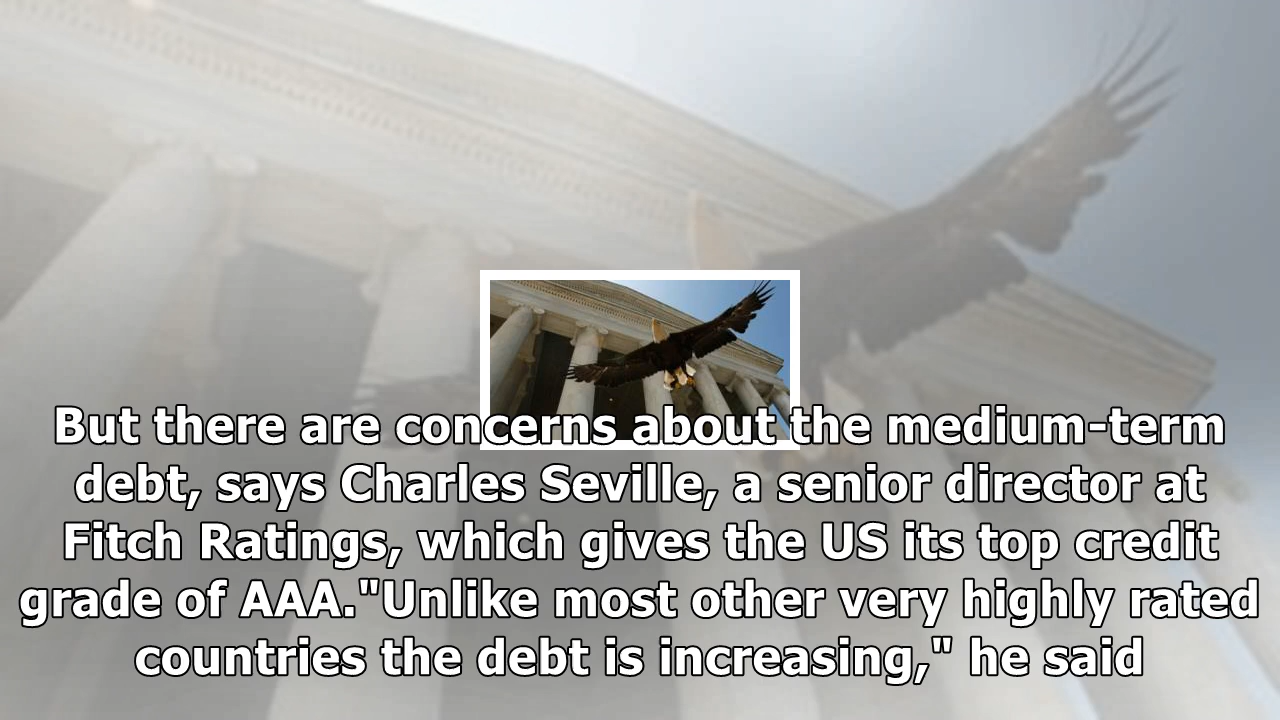 But there are concerns about the medium-term
debt, says Charles Seville, a senior director at
Fitch Ratings, which gives the US its top credit
grade of AAA."Unlike most other very highly rated
countries the debt is increasing," he said